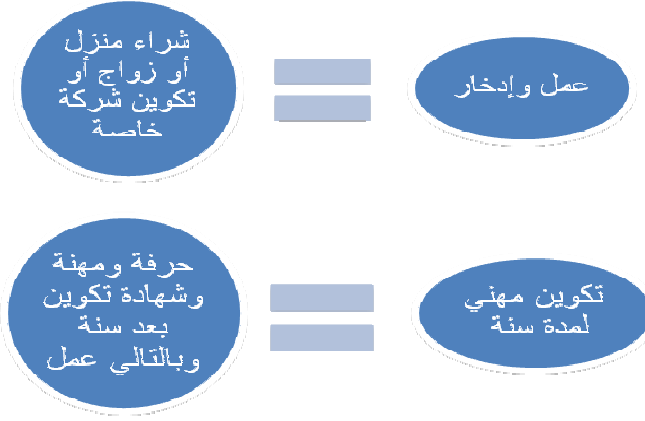 عمل وإدخار
شراء منزل
أو زواج أو
تكوين شركة
خاصة
تكوين مهني
لمدة سنة
حرفة ومهنة
وشهادة تكوين
بعد سنة
وبالتالي عمل